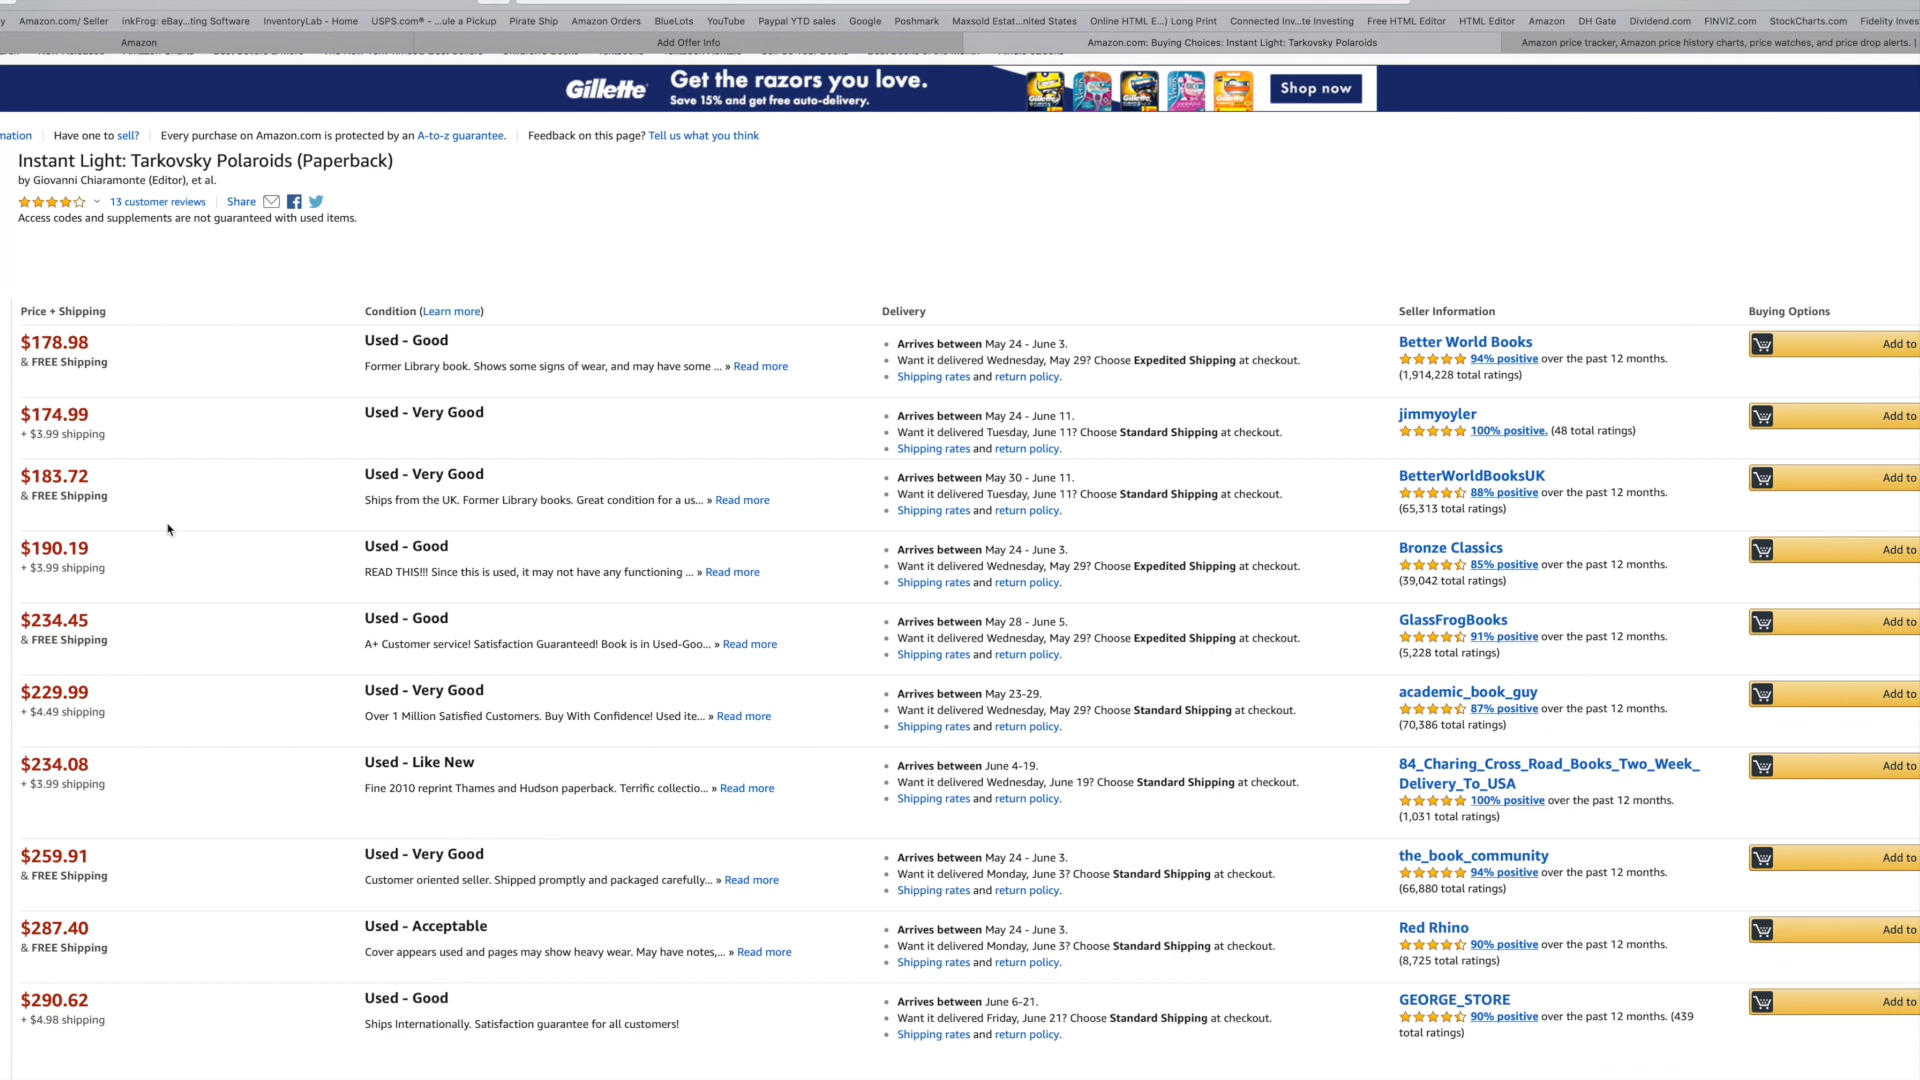 Amazon.com/ Seller inkFrog: eBay...ting Software InventoryLab - Home USPS.com® - ...ule a Pickup Pirate Ship Amazon Orders BlueLots YouTube Paypal YTD sales Google Poshmark Maxsold Estat...nited States Online HTML E...) Long Print Connected Inv...te Investing Free HTML Editor HTML Editor Amazon DH Gate Dividend.com FINVIZ.com StockCharts.com Fidelity Inves
Amazon Add Offer Info Amazon.com: Buying Choices: Instant Light: Tarkovsky Polaroids Amazon price tracker, Amazon price history charts, price watches, and price drop alerts. |
Gillette Get the razors you love. Shop now
Save 15% and get free auto-delivery.
mation Have one to sell? Every purchase on Amazon.com is protected by an A-to-z guarantee. Feedback on this page? Tell us what you think
Instant Light: Tarkovsky Polaroids (Paperback)
by Giovanni Chiaramonte (Editor), et al.
13 customer reviews Share
Access codes and supplements are not guaranteed with used items.
Price + Shipping Condition (Learn more) Delivery Seller Information Buying Options
$178.98 Used - Good Arrives between May 24 - June 3. Better World Books Add to
& FREE Shipping Former Library book. Shows some signs of wear, and may have some ... » Read more Want it delivered Wednesday, May 29? Choose Expedited Shipping at checkout. 94% positive over the past 12 months.
Shipping rates and return policy. (1,914,228 total ratings)
$174.99 Used - Very Good Arrives between May 24 - June 11. jimmyoyler Add to
+ $3.99 shipping Want it delivered Tuesday, June 11? Choose Standard Shipping at checkout. 100% positive. (48 total ratings)
Shipping rates and return policy.
$183.72 Used - Very Good Arrives between May 30 - June 11. BetterWorldBooksUK Add to
& FREE Shipping Ships from the UK. Former Library books. Great condition for a us... » Read more Want it delivered Tuesday, June 11? Choose Standard Shipping at checkout. 88% positive over the past 12 months.
Shipping rates and return policy. (65,313 total ratings)
$190.19 Used - Good Arrives between May 24 - June 3. Bronze Classics Add to
+ $3.99 shipping READ THIS!!! Since this is used, it may not have any functioning ... » Read more Want it delivered Wednesday, May 29? Choose Expedited Shipping at checkout. 85% positive over the past 12 months.
Shipping rates and return policy. (39,042 total ratings)
$234.45 Used - Good Arrives between May 28 - June 5. GlassFrogBooks Add to
& FREE Shipping A+ Customer service! Satisfaction Guaranteed! Book is in Used-Goo... » Read more Want it delivered Wednesday, May 29? Choose Expedited Shipping at checkout. 91% positive over the past 12 months.
Shipping rates and return policy. (5,228 total ratings)
$229.99 Used - Very Good Arrives between May 23-29. academic_book_guy Add to
+ $4.49 shipping Over 1 Million Satisfied Customers. Buy With Confidence! Used ite... » Read more Want it delivered Wednesday, May 29? Choose Standard Shipping at checkout. 87% positive over the past 12 months.
Shipping rates and return policy. (70,386 total ratings)
$234.08 Used - Like New Arrives between June 4-19. 84_Charing_Cross_Road_Books_Two_Week_ Add to
+ $3.99 shipping Fine 2010 reprint Thames and Hudson paperback. Terrific collectio... » Read more Want it delivered Wednesday, June 19? Choose Standard Shipping at checkout. Delivery_To_USA
Shipping rates and return policy. 100% positive over the past 12 months.
(1,031 total ratings)
$259.91 Used - Very Good Arrives between May 24 - June 3. the_book_community Add to
& FREE Shipping Customer oriented seller. Shipped promptly and packaged carefully... » Read more Want it delivered Monday, June 3? Choose Standard Shipping at checkout. 94% positive over the past 12 months.
Shipping rates and return policy. (66,880 total ratings)
$287.40 Used - Acceptable Arrives between May 24 - June 3. Red Rhino Add to
& FREE Shipping Cover appears used and pages may show heavy wear. May have notes,... » Read more Want it delivered Monday, June 3? Choose Standard Shipping at checkout. 90% positive over the past 12 months.
Shipping rates and return policy. (8,725 total ratings)
$290.62 Used - Good Arrives between June 6-21. GEORGE_STORE Add to
+ $4.98 shipping Ships Internationally. Satisfaction guarantee for all customers! Want it delivered Friday, June 21? Choose Standard Shipping at checkout. 90% positive over the past 12 months. (439
Shipping rates and return policy. total ratings)